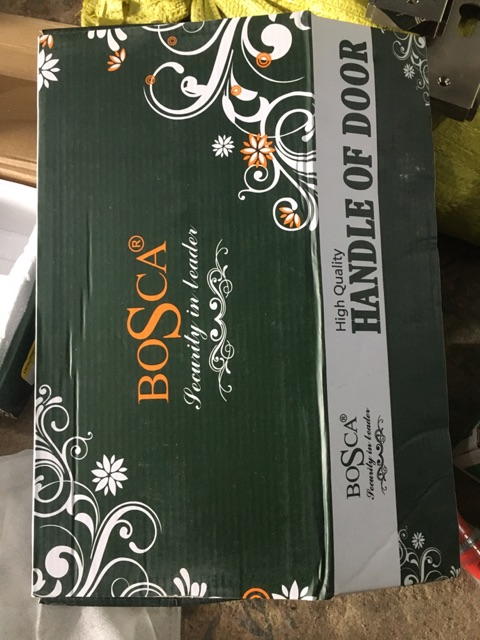 BOSCA®
Security in leader
High Quality
HANDLE OF DOOR
BOSCA®
Security in leader